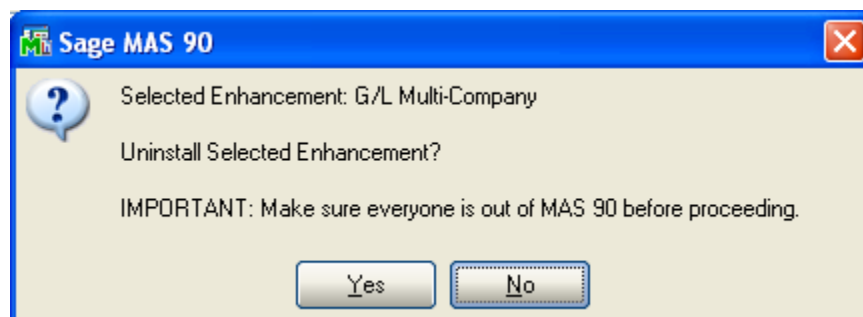 Sage MAS 90
Selected Enhancement: G/L Multi-Company
Uninstall Selected Enhancement?
IMPORTANT: Make sure everyone is out of MAS 90 before proceeding.
Yes No